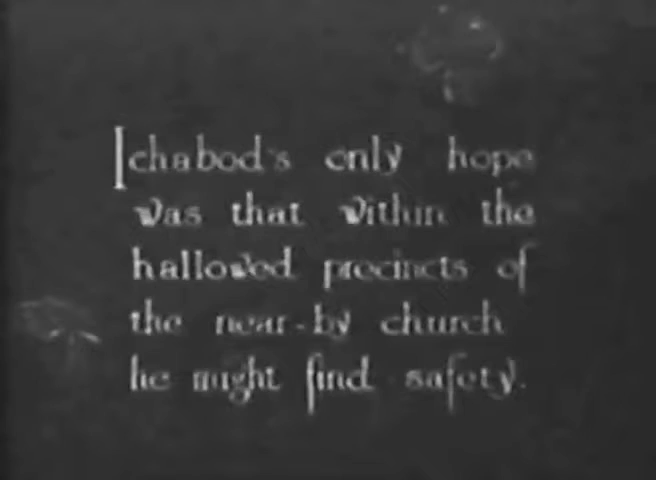 Ichabod's only hope
was that within the
hallowed precincts of
the near-by church
he might find safety.